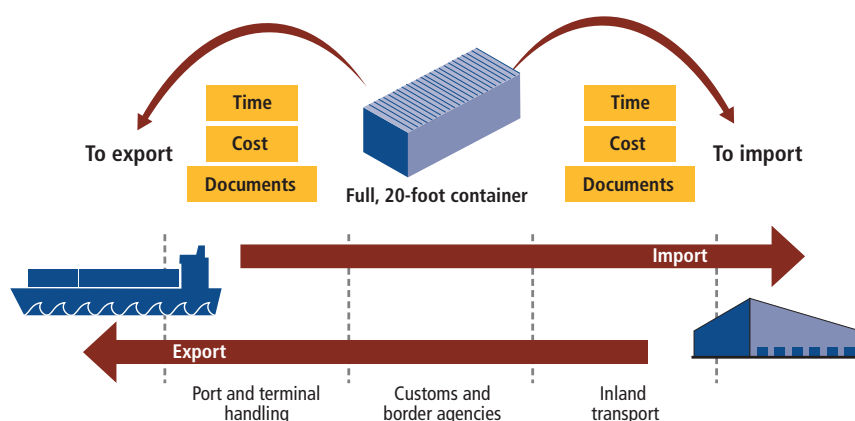 Time
Cost
Documents
To export
Full, 20-foot container
Time
Cost
Documents
To import
Import
Export
Port and terminal
handling
Customs and
border agencies
Inland
transport